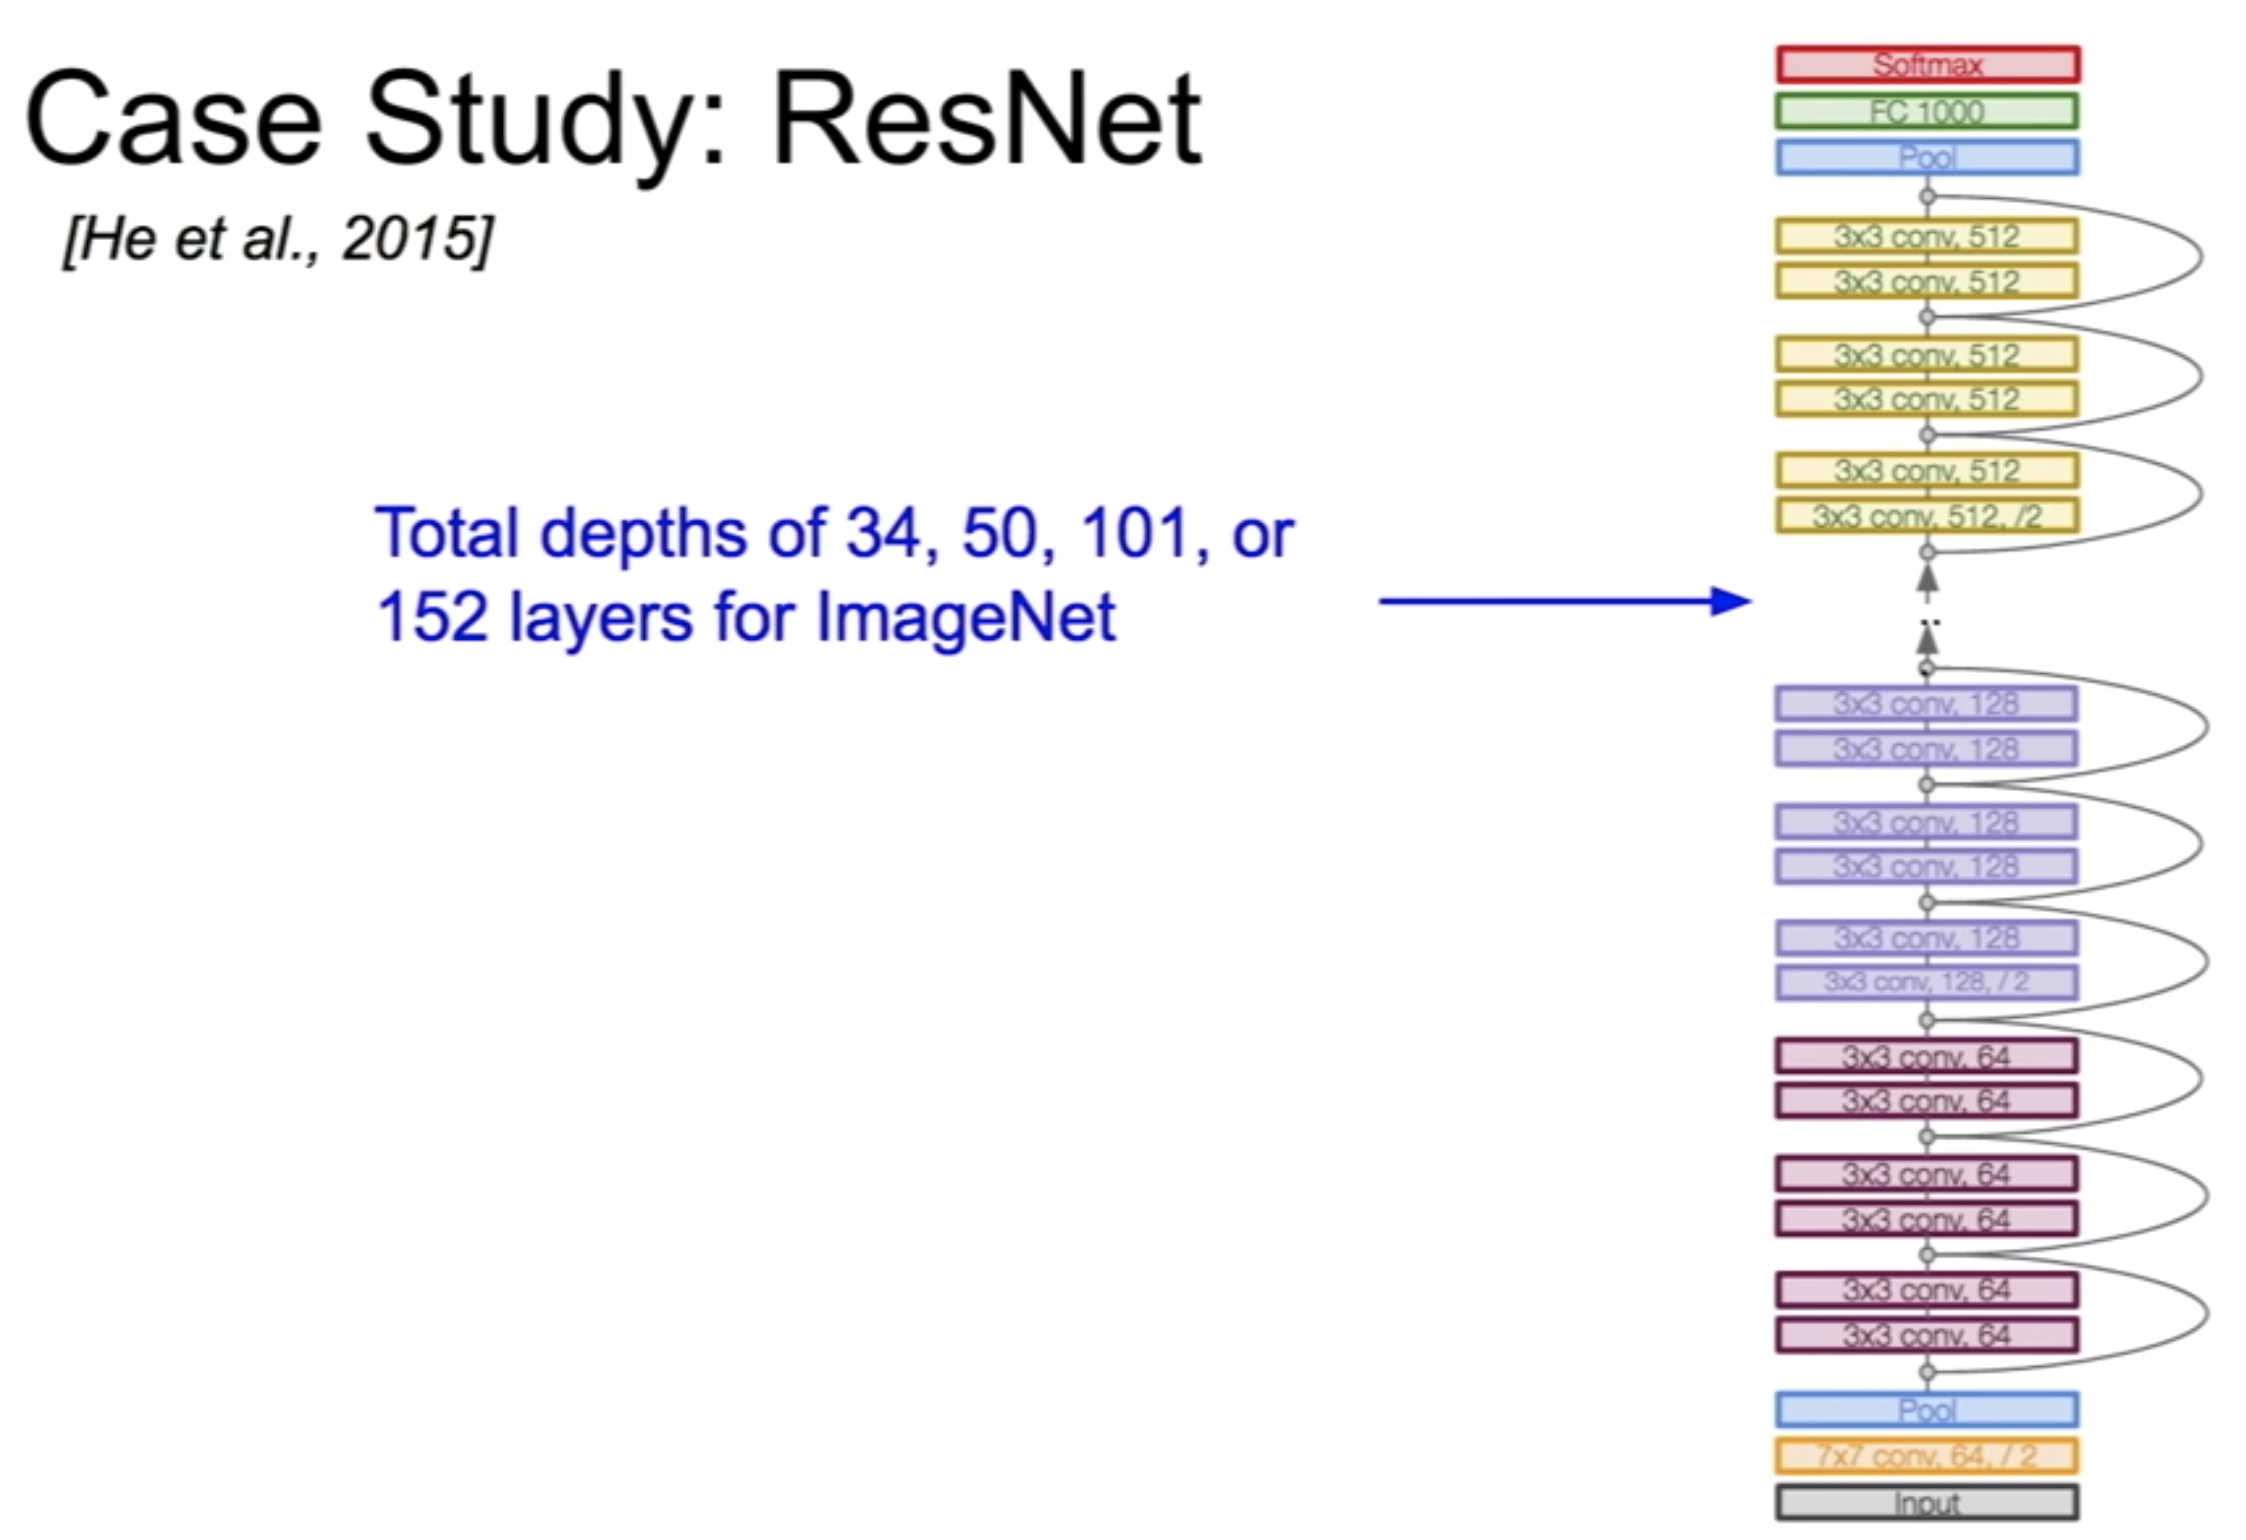 Case Study: ResNet
[He et al., 2015]
Total depths of 34, 50, 101, or
152 layers for ImageNet
Softmax
FC 1000
Pool
3x3 conv, 512
3x3 conv, 512
3x3 conv, 512
3x3 conv, 512
3x3 conv, 512
3x3 conv, 512, /2
..
3x3 conv, 128
3x3 conv, 128
3x3 conv, 128
3x3 conv, 128
3x3 conv, 128
3x3 conv, 128, / 2
3x3 conv, 64
3x3 conv, 64
3x3 conv, 64
3x3 conv, 64
3x3 conv, 64
3x3 conv, 64
Pool
7x7 conv, 64, / 2
Input